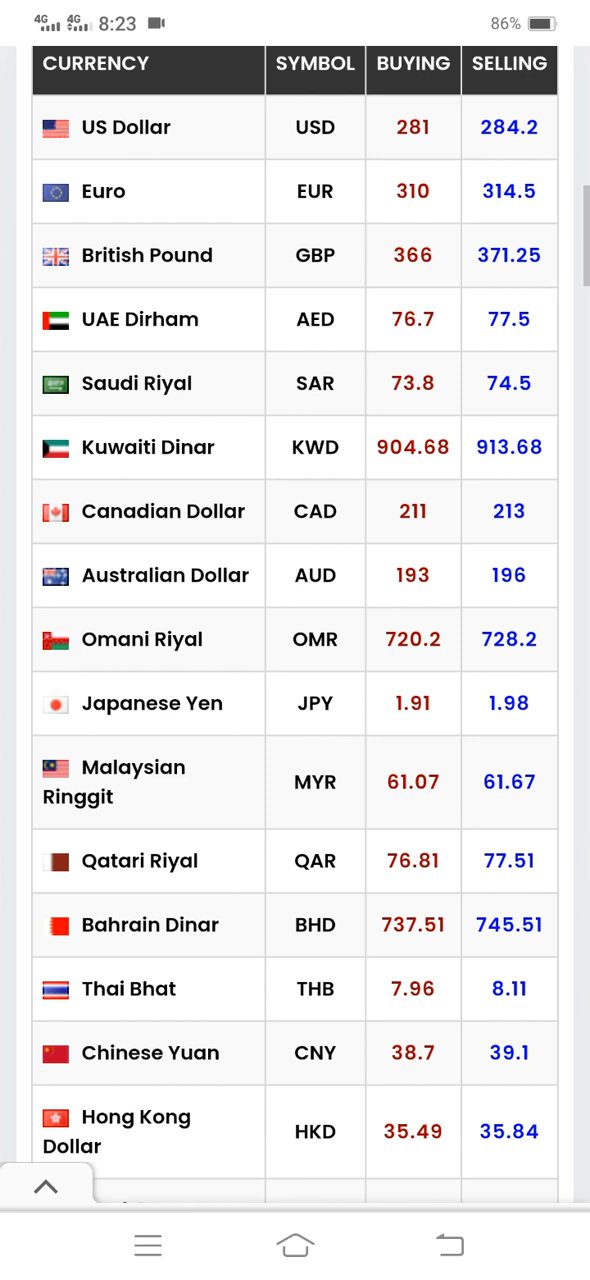 4G 4G 8:23 86%
CURRENCY SYMBOL BUYING SELLING
US Dollar USD 281 284.2
Euro EUR 310 314.5
British Pound GBP 366 371.25
UAE Dirham AED 76.7 77.5
Saudi Riyal SAR 73.8 74.5
Kuwaiti Dinar KWD 904.68 913.68
Canadian Dollar CAD 211 213
Australian Dollar AUD 193 196
Omani Riyal OMR 720.2 728.2
Japanese Yen JPY 1.91 1.98
Malaysian
Ringgit MYR 61.07 61.67
Qatari Riyal QAR 76.81 77.51
Bahrain Dinar BHD 737.51 745.51
Thai Bhat THB 7.96 8.11
Chinese Yuan CNY 38.7 39.1
Hong Kong
Dollar HKD 35.49 35.84